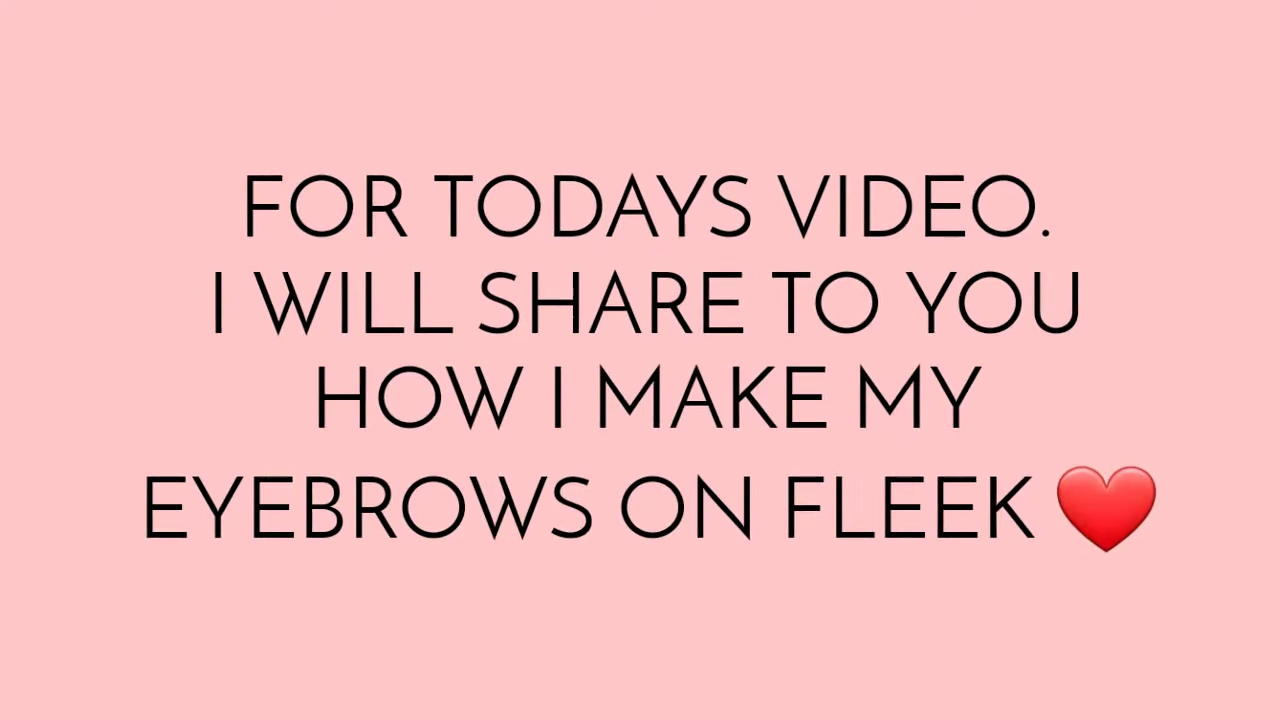 FOR TODAYS VIDEO.
I WILL SHARE TO YOU
HOW I MAKE MY
EYEBROWS ON FLEEK ❤️